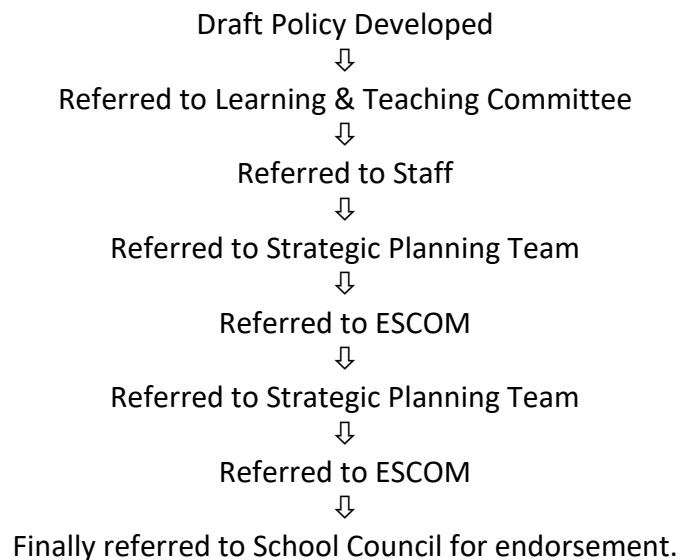 Draft Policy Developed
⇩
Referred to Learning & Teaching Committee
⇩
Referred to Staff
⇩
Referred to Strategic Planning Team
⇩
Referred to ESCOM
⇩
Referred to Strategic Planning Team
⇩
Referred to ESCOM
⇩
Finally referred to School Council for endorsement.